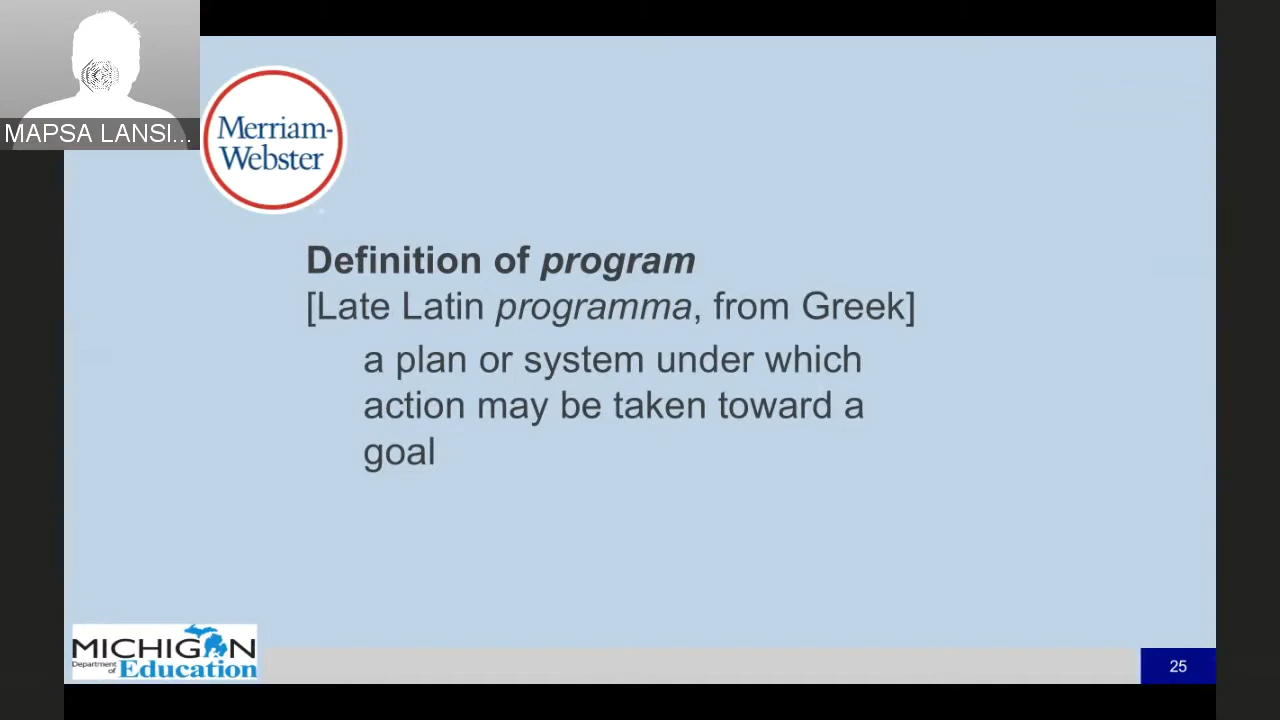 MAPSA LANSI...
Merriam-
Webster
Definition of program
[Late Latin programma, from Greek]
a plan or system under which
action may be taken toward a
goal
MICHIGAN
Department
of Education
25